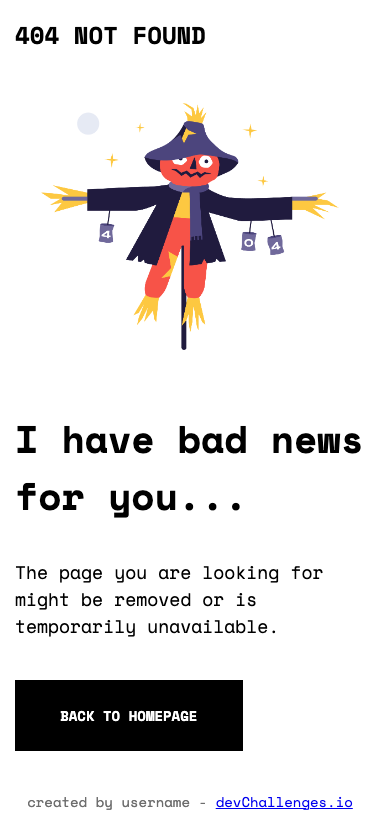 404 NOT FOUND
4
0
4
I have bad news
for you...
The page you are looking for
might be removed or is
temporarily unavailable.
BACK TO HOMEPAGE
created by username - devChallenges.io